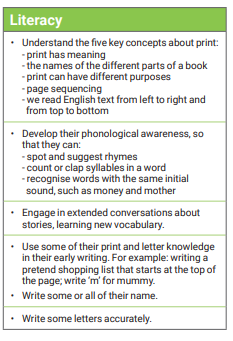 Literacy
• Understand the five key concepts about print:
- print has meaning
- the names of the different parts of a book
- print can have different purposes
- page sequencing
- we read English text from left to right and
from top to bottom
• Develop their phonological awareness, so
that they can:
- spot and suggest rhymes
- count or clap syllables in a word
- recognise words with the same initial
sound, such as money and mother
• Engage in extended conversations about
stories, learning new vocabulary.
• Use some of their print and letter knowledge
in their early writing. For example: writing a
pretend shopping list that starts at the top of
the page; write ‘m’ for mummy.
• Write some or all of their name.
• Write some letters accurately.